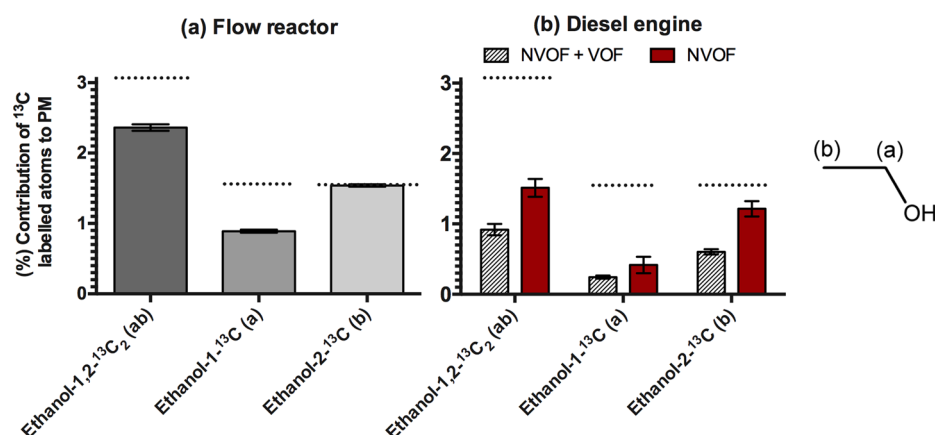 (a) Flow reactor
(%) Contribution of ¹³C
labelled atoms to PM
3
2
1
0
Ethanol-1,2-¹³C₂ (ab)
Ethanol-1-¹³C (a)
Ethanol-2-¹³C (b)
(b) Diesel engine
NVOF + VOF
NVOF
3
2
1
0
Ethanol-1,2-¹³C₂ (ab)
Ethanol-1-¹³C (a)
Ethanol-2-¹³C (b)
(b)
(a)
OH